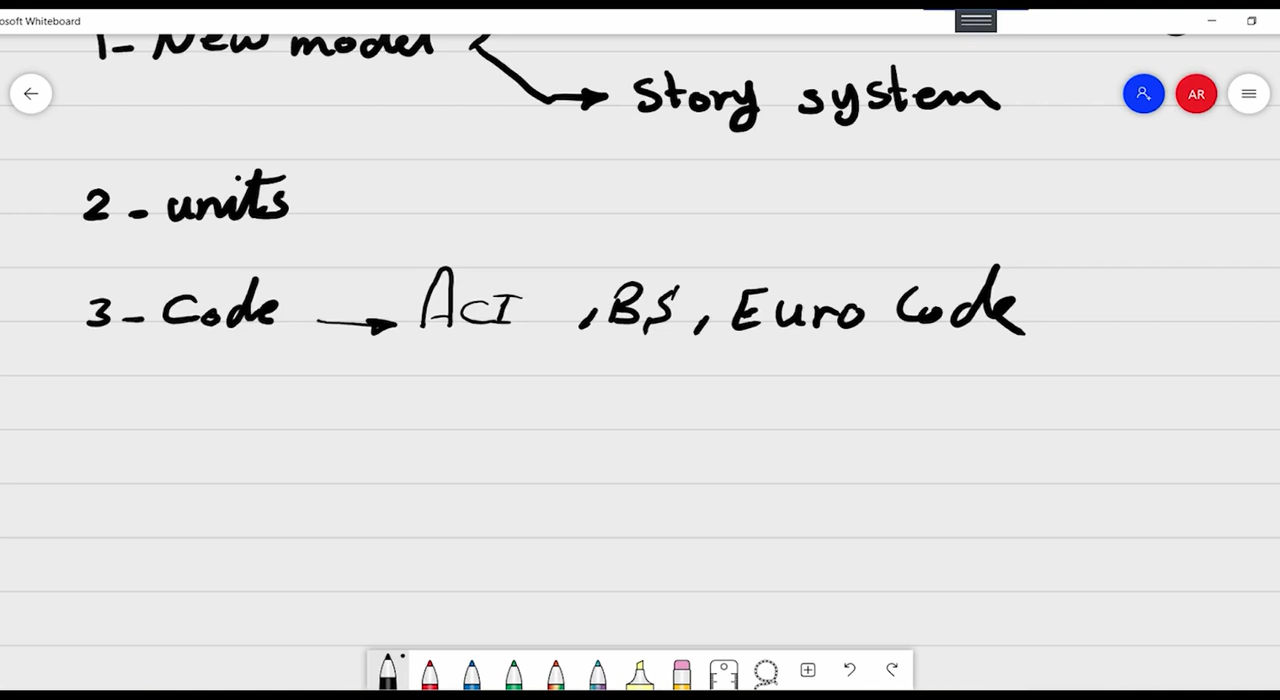 osoft Whiteboard
1- New model
Story system
AR
2 - units
3 - Code → ACI , BS , Euro Code